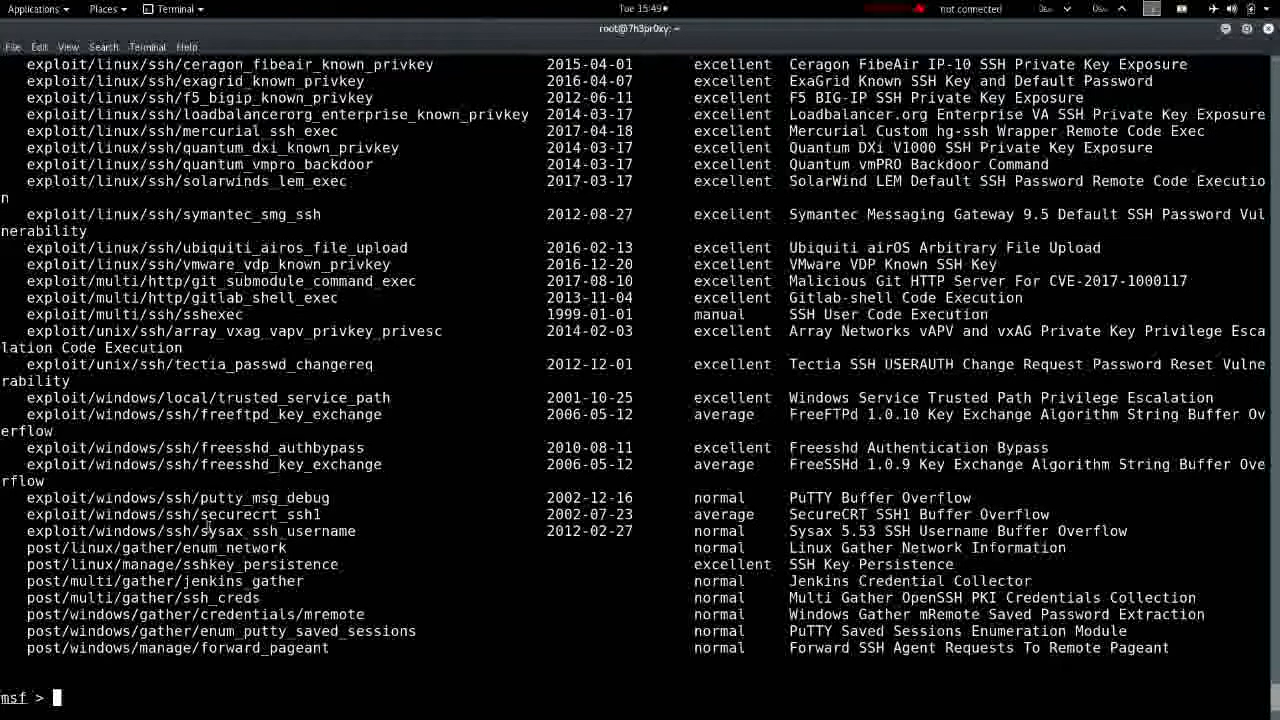 Applications Places Terminal Tue 15:49 not connected
root@7h3pr0xy: ~
File Edit View Search Terminal Help
exploit/linux/ssh/ceragon_fibeair_known_privkey 2015-04-01 excellent Ceragon FibeAir IP-10 SSH Private Key Exposure
exploit/linux/ssh/exagrid_known_privkey 2016-04-07 excellent ExaGrid Known SSH Key and Default Password
exploit/linux/ssh/f5_bigip_known_privkey 2012-06-11 excellent F5 BIG-IP SSH Private Key Exposure
exploit/linux/ssh/loadbalancerorg_enterprise_known_privkey 2014-03-17 excellent Loadbalancer.org Enterprise VA SSH Private Key Exposure
exploit/linux/ssh/mercurial_ssh_exec 2017-04-18 excellent Mercurial Custom hg-ssh Wrapper Remote Code Exec
exploit/linux/ssh/quantum_dxi_known_privkey 2014-03-17 excellent Quantum DXi V1000 SSH Private Key Exposure
exploit/linux/ssh/quantum_vmpro_backdoor 2014-03-17 excellent Quantum vmPRO Backdoor Command
exploit/linux/ssh/solarwinds_lem_exec 2017-03-17 excellent SolarWind LEM Default SSH Password Remote Code Executio
n
exploit/linux/ssh/symantec_smg_ssh 2012-08-27 excellent Symantec Messaging Gateway 9.5 Default SSH Password Vul
nerability
exploit/linux/ssh/ubiquiti_airos_file_upload 2016-02-13 excellent Ubiquiti airOS Arbitrary File Upload
exploit/linux/ssh/vmware_vdp_known_privkey 2016-12-20 excellent VMware VDP Known SSH Key
exploit/multi/http/git_submodule_command_exec 2017-08-10 excellent Malicious Git HTTP Server For CVE-2017-1000117
exploit/multi/http/gitlab_shell_exec 2013-11-04 excellent Gitlab-shell Code Execution
exploit/multi/ssh/sshexec 1999-01-01 manual SSH User Code Execution
exploit/unix/ssh/array_vxag_vapv_privkey_privesc 2014-02-03 excellent Array Networks vAPV and vxAG Private Key Privilege Esca
lation Code Execution
exploit/unix/ssh/tectia_passwd_changereq 2012-12-01 excellent Tectia SSH USERAUTH Change Request Password Reset Vulne
rability
exploit/windows/local/trusted_service_path 2001-10-25 excellent Windows Service Trusted Path Privilege Escalation
exploit/windows/ssh/freeftpd_key_exchange 2006-05-12 average FreeFTPd 1.0.10 Key Exchange Algorithm String Buffer Ov
erflow
exploit/windows/ssh/freesshd_authbypass 2010-08-11 excellent Freesshd Authentication Bypass
exploit/windows/ssh/freesshd_key_exchange 2006-05-12 average FreeSSHd 1.0.9 Key Exchange Algorithm String Buffer Ove
rflow
exploit/windows/ssh/putty_msg_debug 2002-12-16 normal PuTTY Buffer Overflow
exploit/windows/ssh/securecrt_ssh1 2002-07-23 average SecureCRT SSH1 Buffer Overflow
exploit/windows/ssh/sysax_ssh_username 2012-02-27 normal Sysax 5.53 SSH Username Buffer Overflow
post/linux/gather/enum_network normal Linux Gather Network Information
post/linux/manage/sshkey_persistence excellent SSH Key Persistence
post/multi/gather/jenkins_gather normal Jenkins Credential Collector
post/multi/gather/ssh_creds normal Multi Gather OpenSSH PKI Credentials Collection
post/windows/gather/credentials/mremote normal Windows Gather mRemote Saved Password Extraction
post/windows/gather/enum_putty_saved_sessions normal PuTTY Saved Sessions Enumeration Module
post/windows/manage/forward_pageant normal Forward SSH Agent Requests To Remote Pageant
msf >